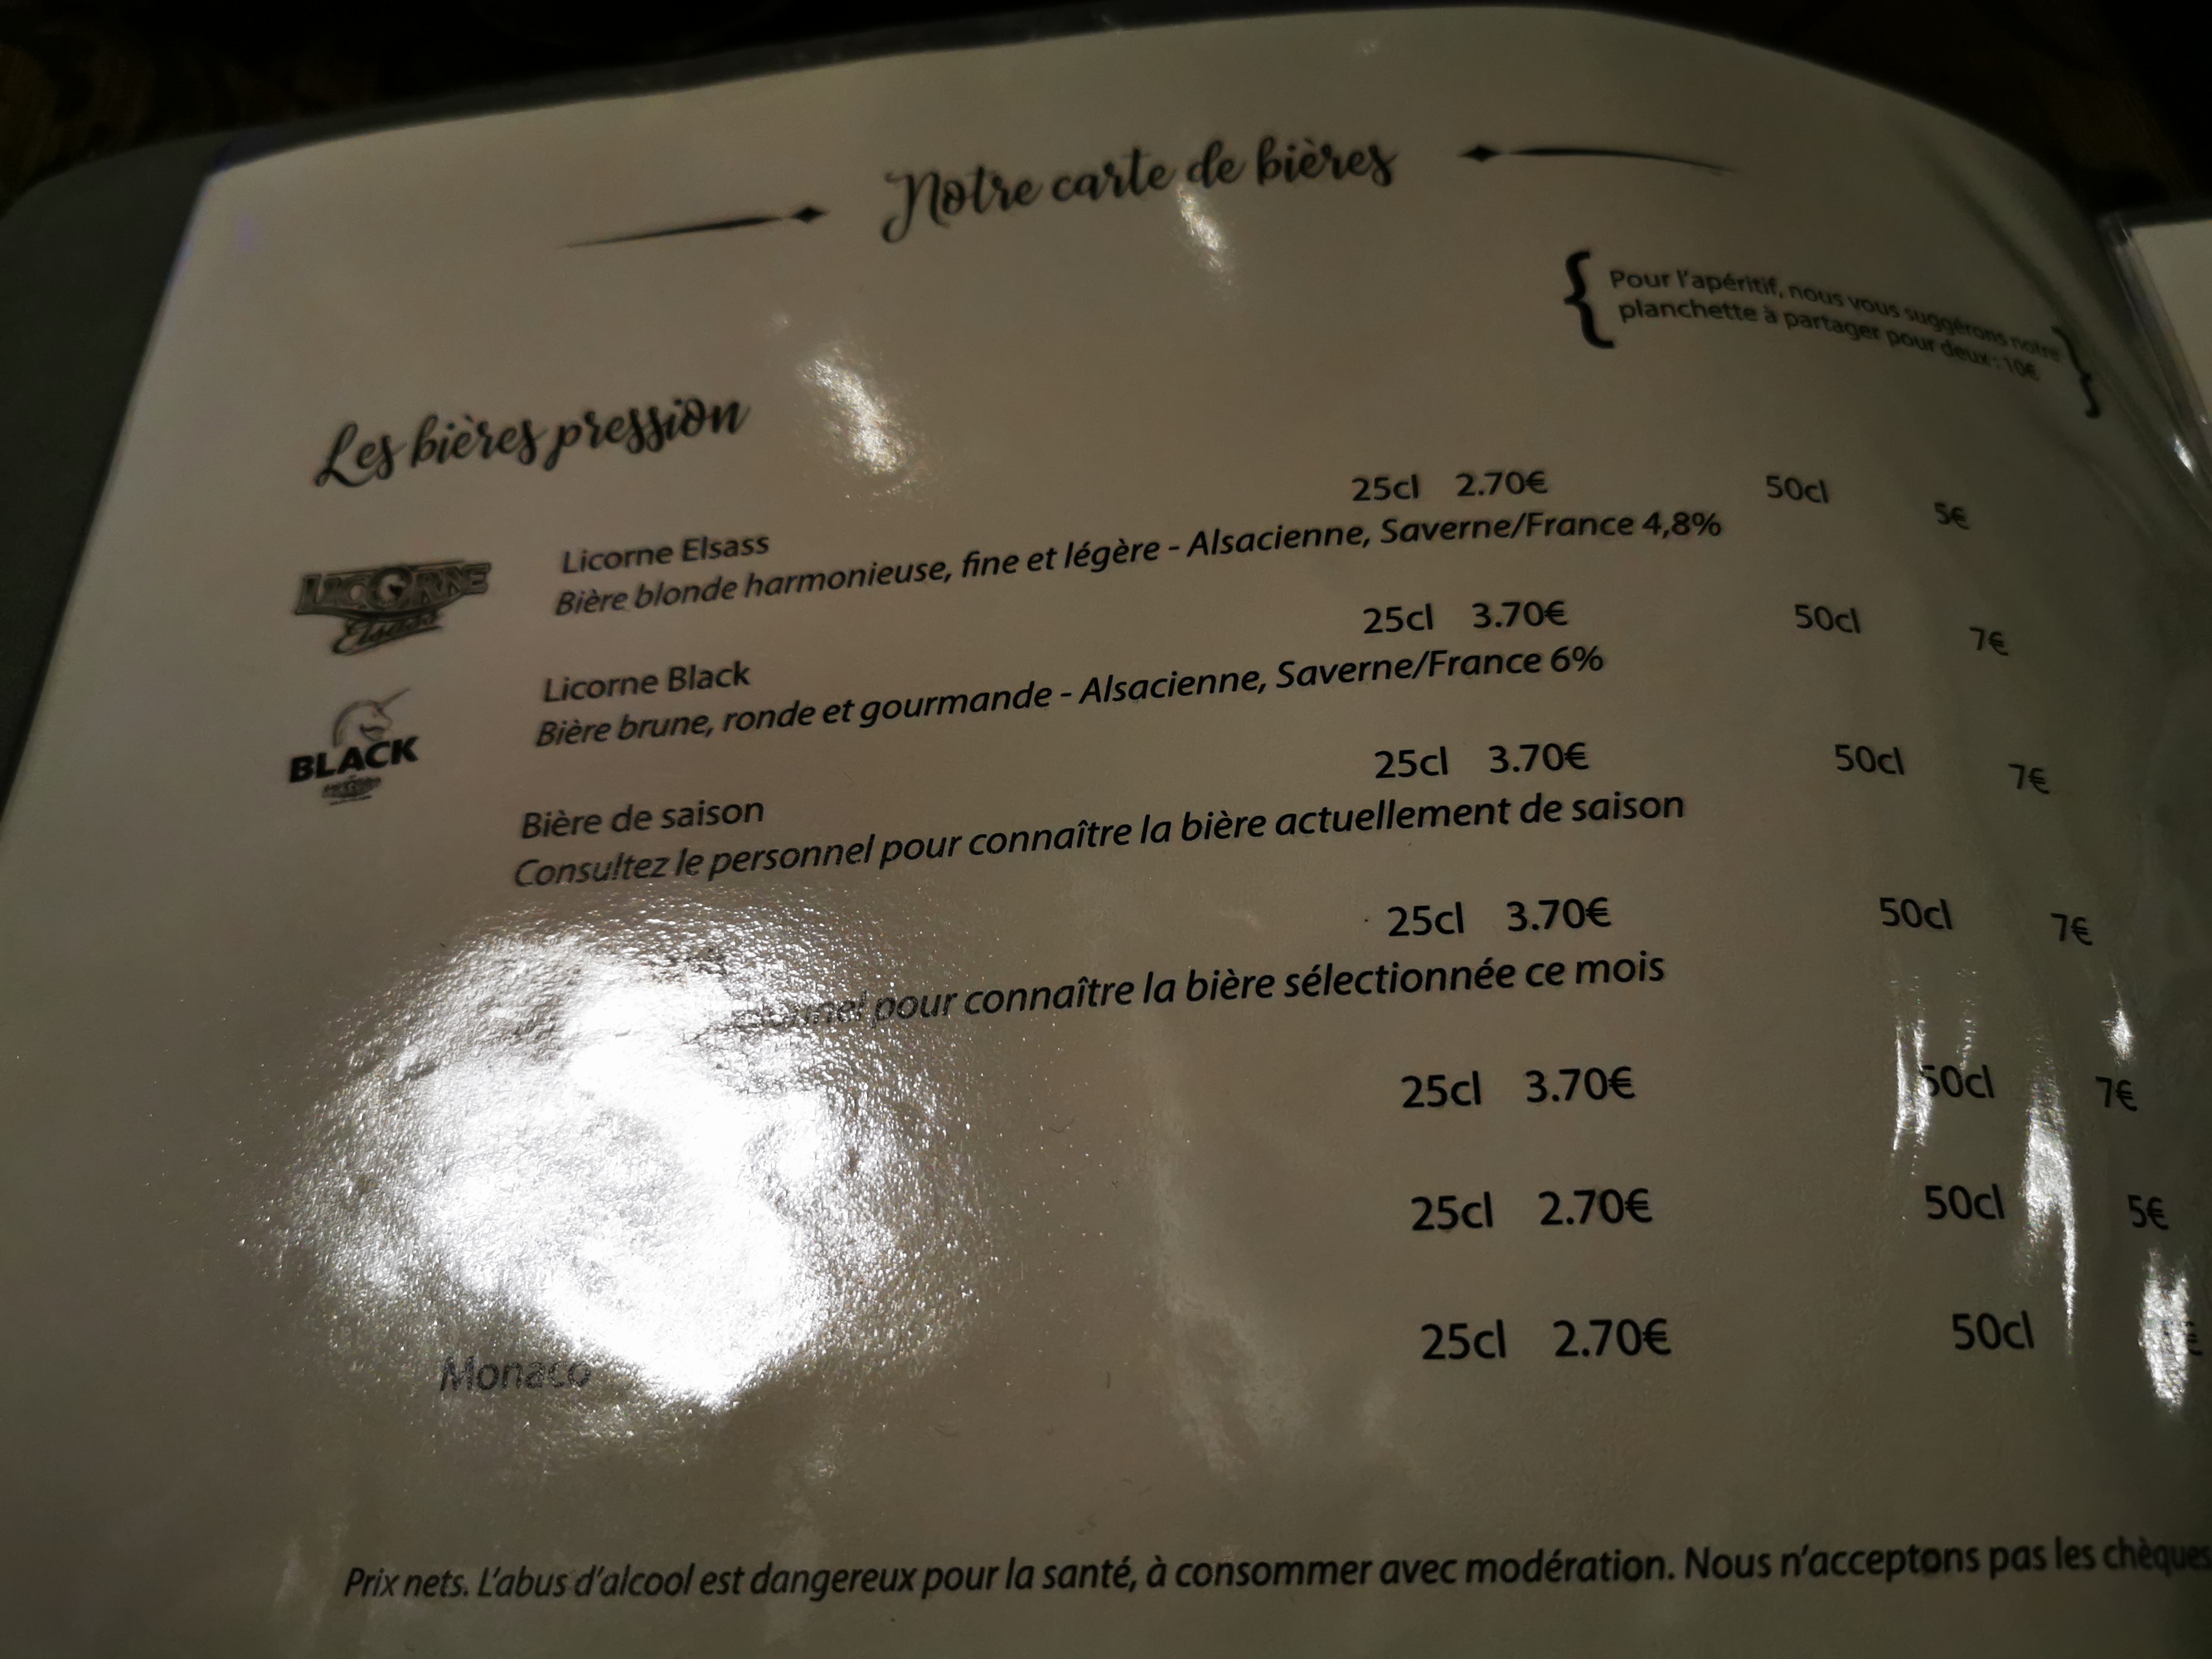 Notre carte de bières
{ Pour l'apéritif, nous vous suggérons notre
planchette à partager pour deux : 10€ }
Les bières pression
LICORNE
Elsass
Licorne Elsass 25cl 2.70€ 50cl 5€
Bière blonde harmonieuse, fine et légère - Alsacienne, Saverne/France 4,8%
BLACK
Licorne Black 25cl 3.70€ 50cl 7€
Bière brune, ronde et gourmande - Alsacienne, Saverne/France 6%
Bière de saison 25cl 3.70€ 50cl 7€
Consultez le personnel pour connaître la bière actuellement de saison
25cl 3.70€ 50cl 7€
pour connaître la bière sélectionnée ce mois
25cl 3.70€ 50cl 7€
25cl 2.70€ 50cl 5€
Monaco 25cl 2.70€ 50cl
Prix nets. L'abus d'alcool est dangereux pour la santé, à consommer avec modération. Nous n'acceptons pas les chèques